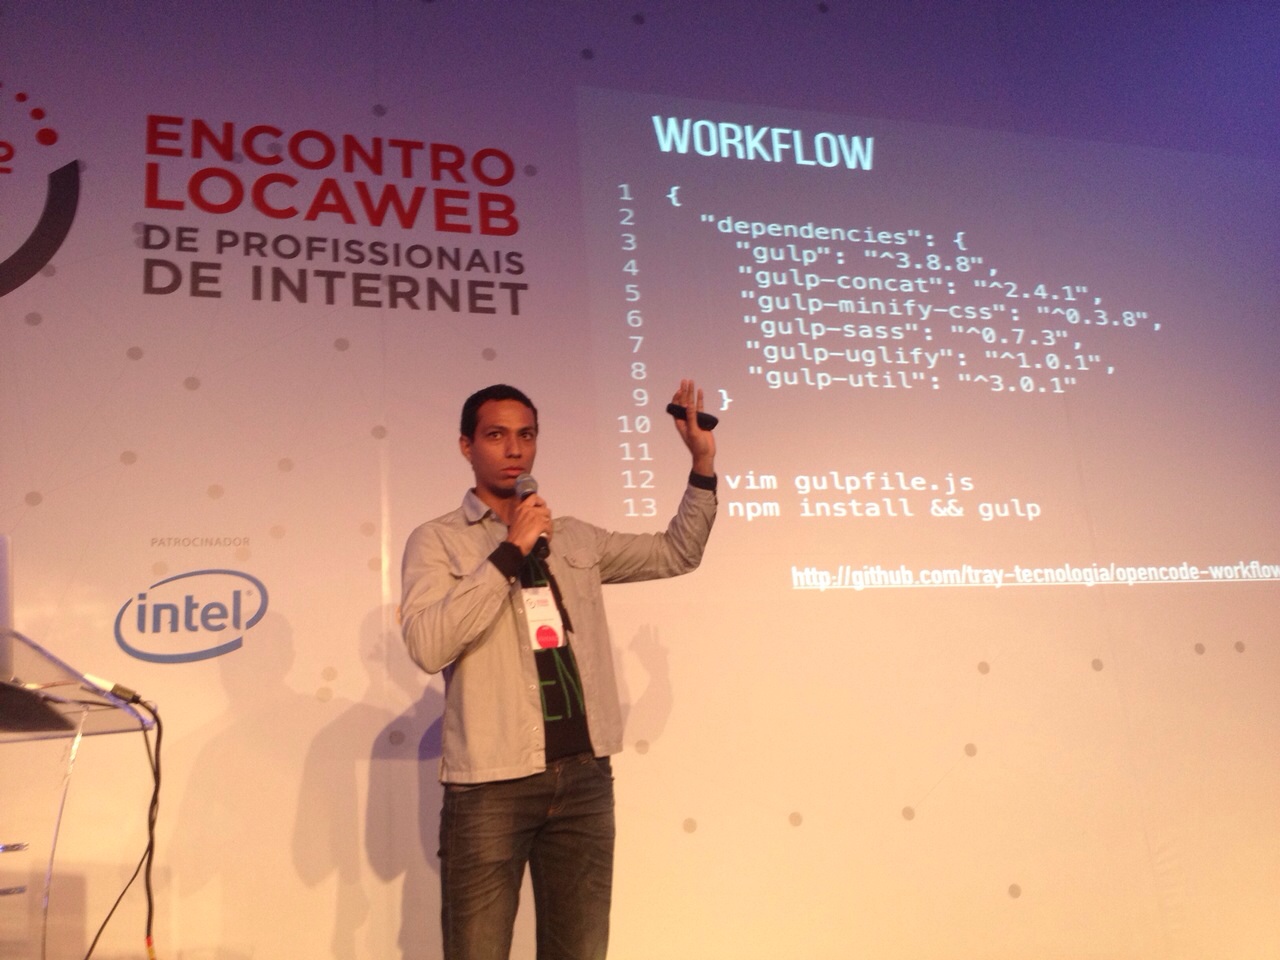 ENCONTRO
LOCAWEB
DE PROFISSIONAIS
DE INTERNET
PATROCINADOR
intel
WORKFLOW
1 {
2 "dependencies": {
3 "gulp": "^3.8.8",
4 "gulp-concat": "^2.4.1",
5 "gulp-minify-css": "^0.3.8",
6 "gulp-sass": "^0.7.3",
7 "gulp-uglify": "^1.0.1",
8 "gulp-util": "^3.0.1"
9 }
10
11
12 vim gulpfile.js
13 npm install && gulp
http://github.com/tray-tecnologia/opencode-workflow